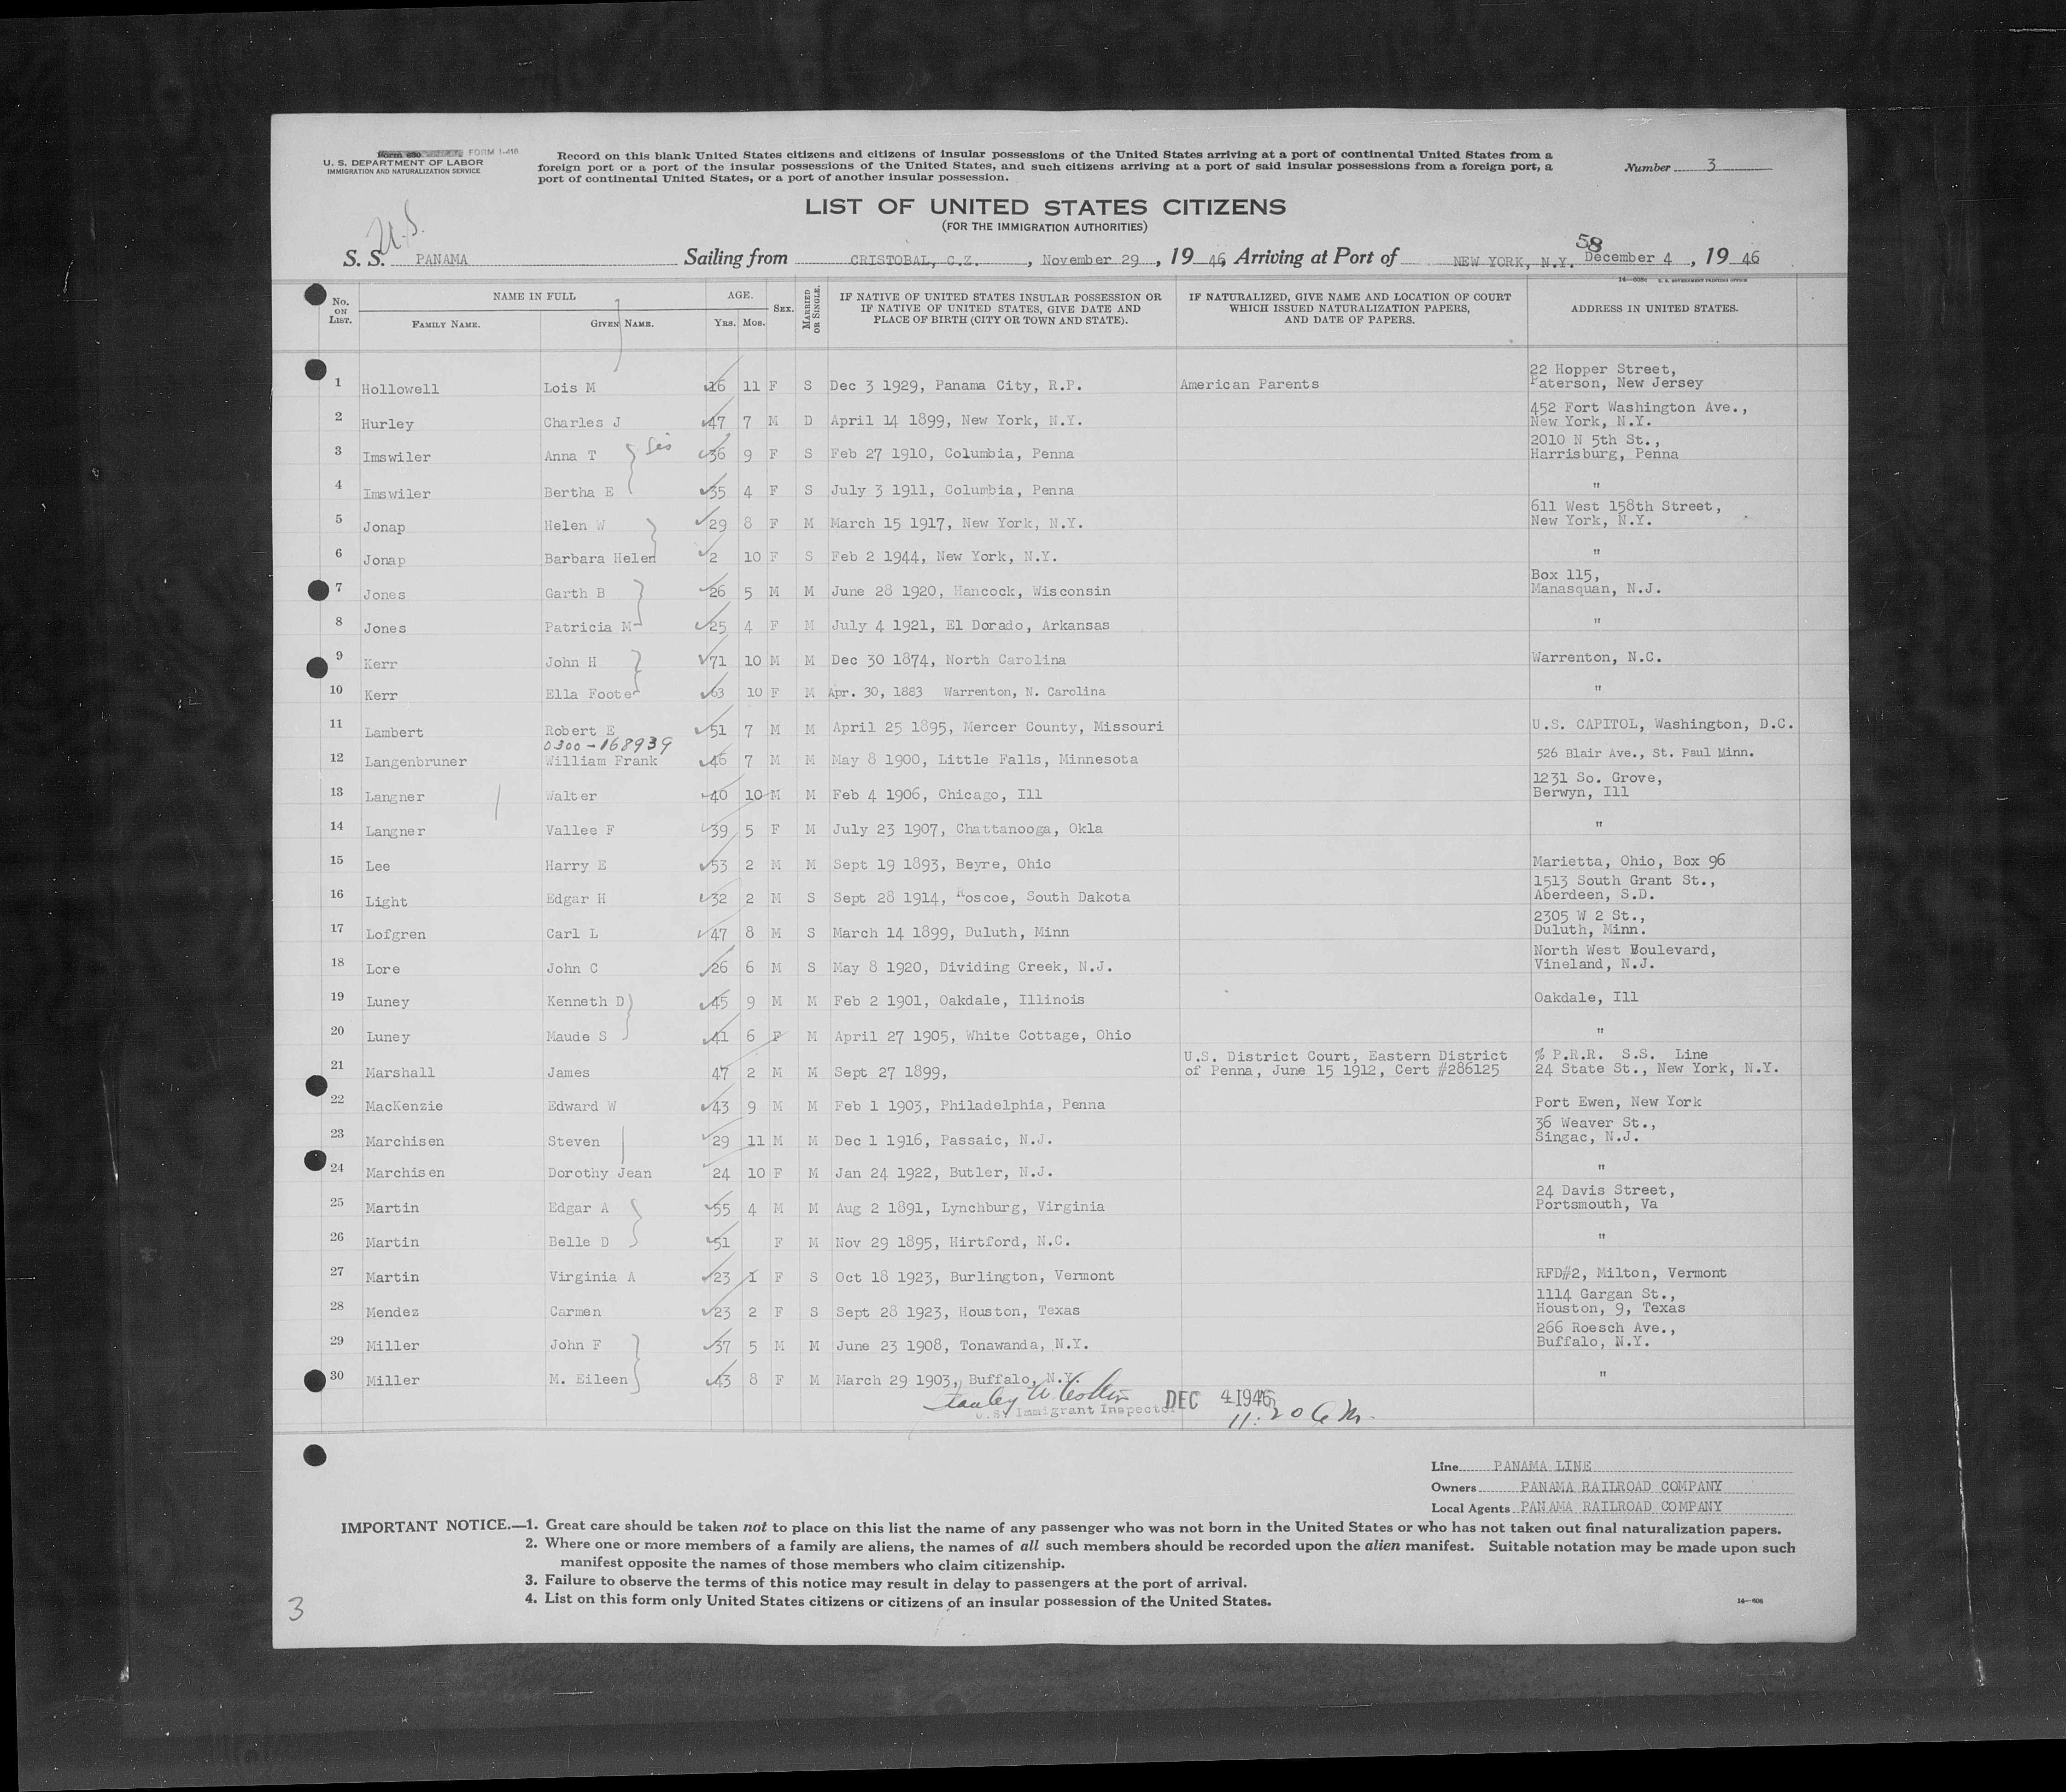 FORM I-418
U. S. DEPARTMENT OF LABOR
IMMIGRATION AND NATURALIZATION SERVICE
Record on this blank United States citizens and citizens of insular possessions of the United States arriving at a port of continental United States from a
foreign port or a port of the insular possessions of the United States, and such citizens arriving at a port of said insular possessions from a foreign port, a
port of continental United States, or a port of another insular possession.
Number 3
LIST OF UNITED STATES CITIZENS
(FOR THE IMMIGRATION AUTHORITIES)
U.S.
58
S. S. PANAMA Sailing from CRISTOBAL, C.Z. , November 29 , 19 46, Arriving at Port of NEW YORK, N.Y. December 4 , 19 46
No. ON LIST. NAME IN FULL FAMILY NAME. GIVEN NAME. AGE. YRS. MOS. SEX. MARRIED OR SINGLE. IF NATIVE OF UNITED STATES INSULAR POSSESSION OR IF NATIVE OF UNITED STATES, GIVE DATE AND PLACE OF BIRTH (CITY OR TOWN AND STATE). IF NATURALIZED, GIVE NAME AND LOCATION OF COURT WHICH ISSUED NATURALIZATION PAPERS, AND DATE OF PAPERS. ADDRESS IN UNITED STATES.
22 Hopper Street,
1 Hollowell Lois M 16 11 F S Dec 3 1929, Panama City, R.P. American Parents Paterson, New Jersey
452 Fort Washington Ave.,
2 Hurley Charles J 47 7 M D April 14 1899, New York, N.Y. New York, N.Y.
2010 N 5th St.,
3 Imswiler Anna T Sis 36 9 F S Feb 27 1910, Columbia, Penna Harrisburg, Penna
4 Imswiler Bertha E 35 4 F S July 3 1911, Columbia, Penna "
611 West 158th Street,
5 Jonap Helen W 29 8 F M March 15 1917, New York, N.Y. New York, N.Y.
6 Jonap Barbara Helen 2 10 F S Feb 2 1944, New York, N.Y. "
Box 115,
7 Jones Garth B 26 5 M M June 28 1920, Hancock, Wisconsin Manasquan, N.J.
8 Jones Patricia M 25 4 F M July 4 1921, El Dorado, Arkansas "
9 Kerr John H 71 10 M M Dec 30 1874, North Carolina Warrenton, N.C.
10 Kerr Ella Foote 63 10 F M Apr. 30, 1883 Warrenton, N. Carolina "
11 Lambert Robert E 51 7 M M April 25 1895, Mercer County, Missouri U.S. CAPITOL, Washington, D.C.
0300-168939
12 Langenbruner William Frank 46 7 M M May 8 1900, Little Falls, Minnesota 526 Blair Ave., St. Paul Minn.
1231 So. Grove,
13 Langner Walter 40 10 M M Feb 4 1906, Chicago, Ill Berwyn, Ill
14 Langner Vallee F 39 5 F M July 23 1907, Chattanooga, Okla "
15 Lee Harry E 53 2 M M Sept 19 1893, Beyre, Ohio Marietta, Ohio, Box 96
1513 South Grant St.,
16 Light Edgar H 32 2 M S Sept 28 1914, Roscoe, South Dakota Aberdeen, S.D.
2305 W 2 St.,
17 Lofgren Carl L 47 8 M S March 14 1899, Duluth, Minn Duluth, Minn.
North West Boulevard,
18 Lore John C 26 6 M S May 8 1920, Dividing Creek, N.J. Vineland, N.J.
19 Luney Kenneth D 45 9 M M Feb 2 1901, Oakdale, Illinois Oakdale, Ill
20 Luney Maude S 41 6 F M April 27 1905, White Cottage, Ohio "
U.S. District Court, Eastern District % P.R.R. S.S. Line
21 Marshall James 47 2 M M Sept 27 1899, of Penna, June 15 1912, Cert #286125 24 State St., New York, N.Y.
22 MacKenzie Edward W 43 9 M M Feb 1 1903, Philadelphia, Penna Port Ewen, New York
36 Weaver St.,
23 Marchisen Steven 29 11 M M Dec 1 1916, Passaic, N.J. Singac, N.J.
24 Marchisen Dorothy Jean 24 10 F M Jan 24 1922, Butler, N.J. "
24 Davis Street,
25 Martin Edgar A 55 4 M M Aug 2 1891, Lynchburg, Virginia Portsmouth, Va
26 Martin Belle D 51 F M Nov 29 1895, Hirtford, N.C. "
27 Martin Virginia A 23 1 F S Oct 18 1923, Burlington, Vermont RFD#2, Milton, Vermont
1114 Gargan St.,
28 Mendez Carmen 23 2 F S Sept 28 1923, Houston, Texas Houston, 9, Texas
266 Roesch Ave.,
29 Miller John F 37 5 M M June 23 1908, Tonawanda, N.Y. Buffalo, N.Y.
30 Miller M. Eileen 43 8 F M March 29 1903, Buffalo, N.Y. "
Stanley DEC 4 1946
U.S. Immigrant Inspector 11:20 a m.
Line PANAMA LINE
Owners PANAMA RAILROAD COMPANY
Local Agents PANAMA RAILROAD COMPANY
IMPORTANT NOTICE.—1. Great care should be taken not to place on this list the name of any passenger who was not born in the United States or who has not taken out final naturalization papers.
2. Where one or more members of a family are aliens, the names of all such members should be recorded upon the alien manifest. Suitable notation may be made upon such
manifest opposite the names of those members who claim citizenship.
3. Failure to observe the terms of this notice may result in delay to passengers at the port of arrival.
4. List on this form only United States citizens or citizens of an insular possession of the United States.
3
14—608